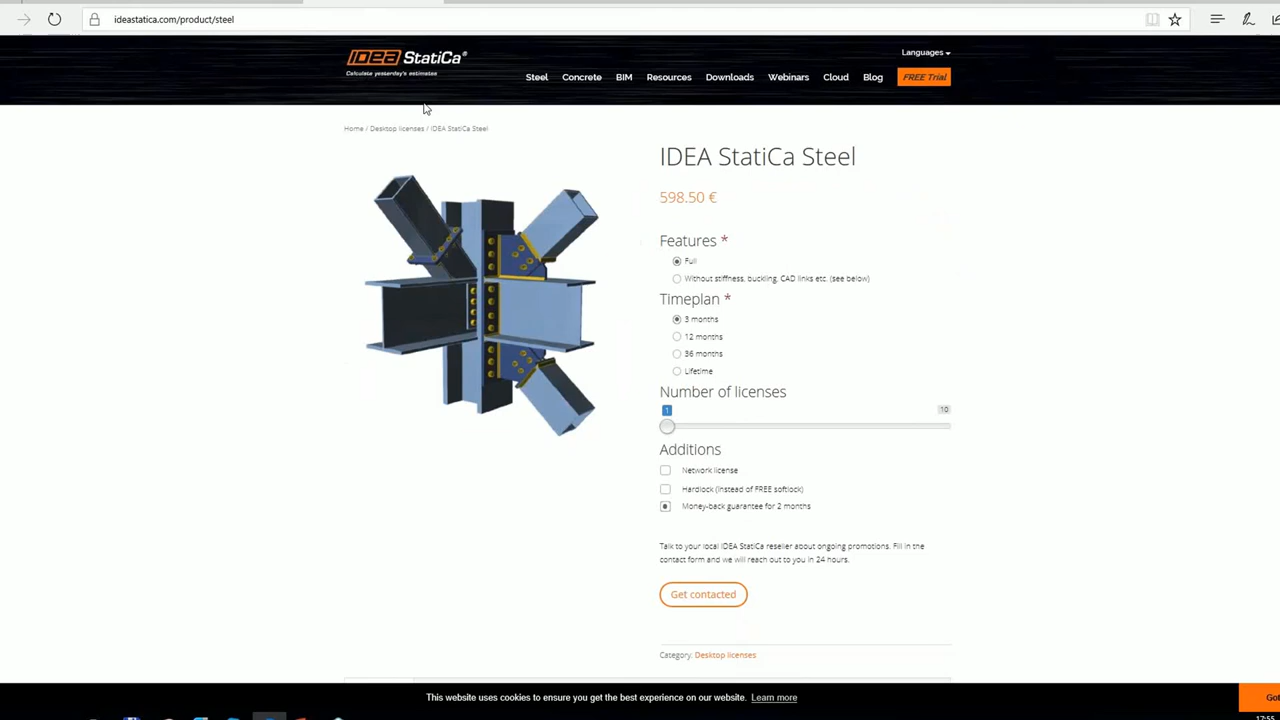 ideastatica.com/product/steel
IDEA StatiCa®
Calculate yesterday's estimates
Languages
Steel Concrete BIM Resources Downloads Webinars Cloud Blog FREE Trial
Home / Desktop licenses / IDEA StatiCa Steel
IDEA StatiCa Steel
598.50 €
Features *
Full
Without stiffness, buckling, CAD links etc. (see below)
Timeplan *
3 months
12 months
36 months
Lifetime
Number of licenses
1 10
Additions
Network license
Hardlock (instead of FREE softlock)
Money-back guarantee for 2 months
Talk to your local IDEA StatiCa reseller about ongoing promotions. Fill in the
contact form and we will reach out to you in 24 hours.
Get contacted
Category: Desktop licenses
This website uses cookies to ensure you get the best experience on our website. Learn more